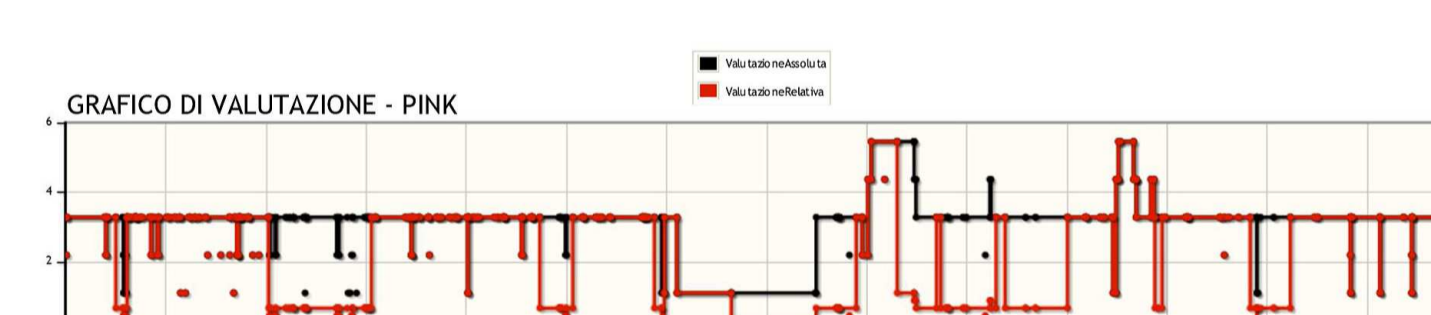 ValutazioneAssoluta
ValutazioneRelativa
GRAFICO DI VALUTAZIONE - PINK
6
4
2